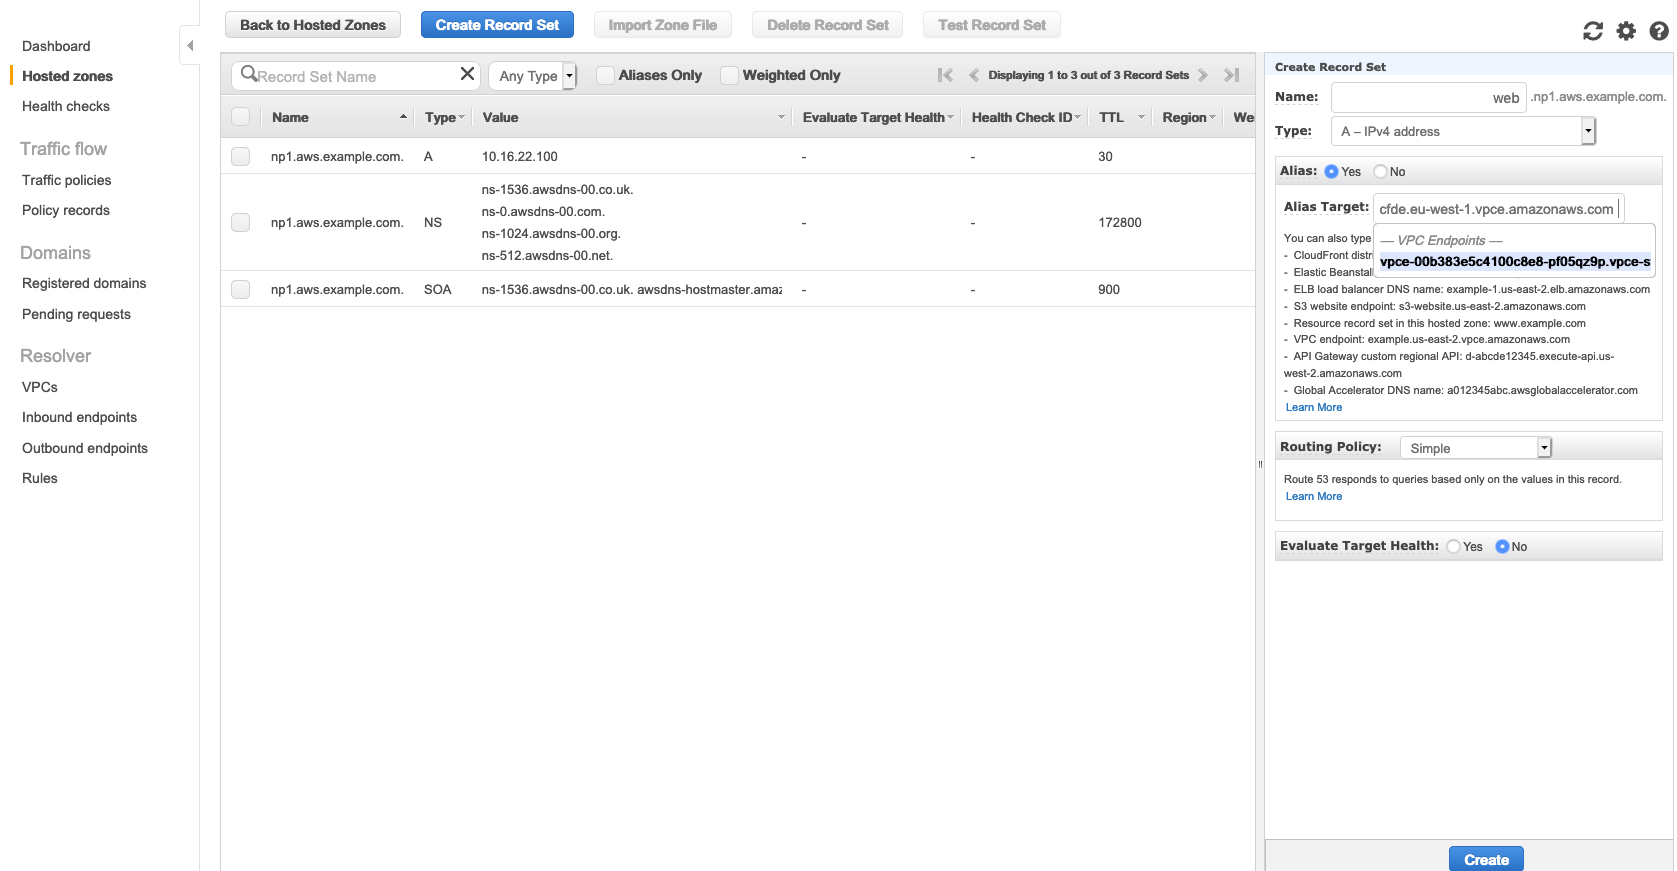 Dashboard
Hosted zones
Health checks
Traffic flow
Traffic policies
Policy records
Domains
Registered domains
Pending requests
Resolver
VPCs
Inbound endpoints
Outbound endpoints
Rules
Back to Hosted Zones
Create Record Set
Import Zone File
Delete Record Set
Test Record Set
Record Set Name
Any Type
Aliases Only
Weighted Only
Displaying 1 to 3 out of 3 Record Sets
Name Type Value Evaluate Target Health Health Check ID TTL Region We
np1.aws.example.com. A 10.16.22.100 - - 30
np1.aws.example.com. NS ns-1536.awsdns-00.co.uk. - - 172800
ns-0.awsdns-00.com.
ns-1024.awsdns-00.org.
ns-512.awsdns-00.net.
np1.aws.example.com. SOA ns-1536.awsdns-00.co.uk. awsdns-hostmaster.amaz - - 900
Create Record Set
Name: web .np1.aws.example.com.
Type: A – IPv4 address
Alias: Yes No
Alias Target: cfde.eu-west-1.vpce.amazonaws.com
— VPC Endpoints —
vpce-00b383e5c4100c8e8-pf05qz9p.vpce-s
You can also type
- CloudFront distr
- Elastic Beanstal
- ELB load balancer DNS name: example-1.us-east-2.elb.amazonaws.com
- S3 website endpoint: s3-website.us-east-2.amazonaws.com
- Resource record set in this hosted zone: www.example.com
- VPC endpoint: example.us-east-2.vpce.amazonaws.com
- API Gateway custom regional API: d-abcde12345.execute-api.us-
west-2.amazonaws.com
- Global Accelerator DNS name: a012345abc.awsglobalaccelerator.com
Learn More
Routing Policy: Simple
Route 53 responds to queries based only on the values in this record.
Learn More
Evaluate Target Health: Yes No
Create